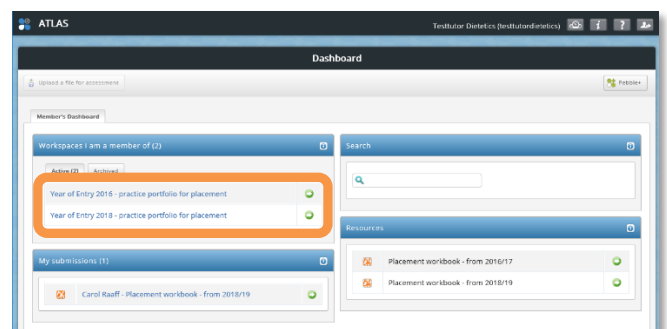 ATLAS
Testtutor Dietetics (testtutordietetics)
Dashboard
Upload a file for assessment
Pebble+
Member's Dashboard
Workspaces I am a member of (2)
Active (2) Archived
Year of Entry 2016 - practice portfolio for placement
Year of Entry 2018 - practice portfolio for placement
My submissions (1)
Carol Raaff - Placement workbook - from 2018/19
Search
Resources
Placement workbook - from 2016/17
Placement workbook - from 2018/19